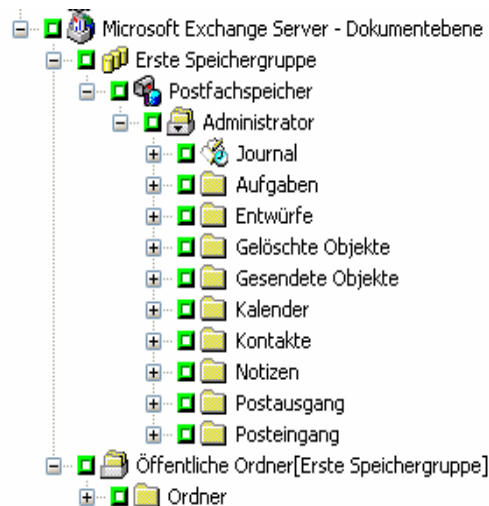 Microsoft Exchange Server - Dokumentebene
Erste Speichergruppe
Postfachspeicher
Administrator
Journal
Aufgaben
Entwürfe
Gelöschte Objekte
Gesendete Objekte
Kalender
Kontakte
Notizen
Postausgang
Posteingang
Öffentliche Ordner[Erste Speichergruppe]
Ordner